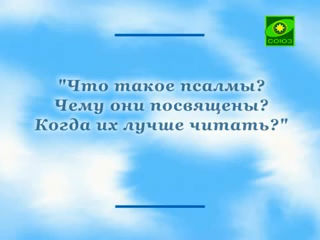 СОЮЗ
"Что такое псалмы?
Чему они посвящены?
Когда их лучше читать?"